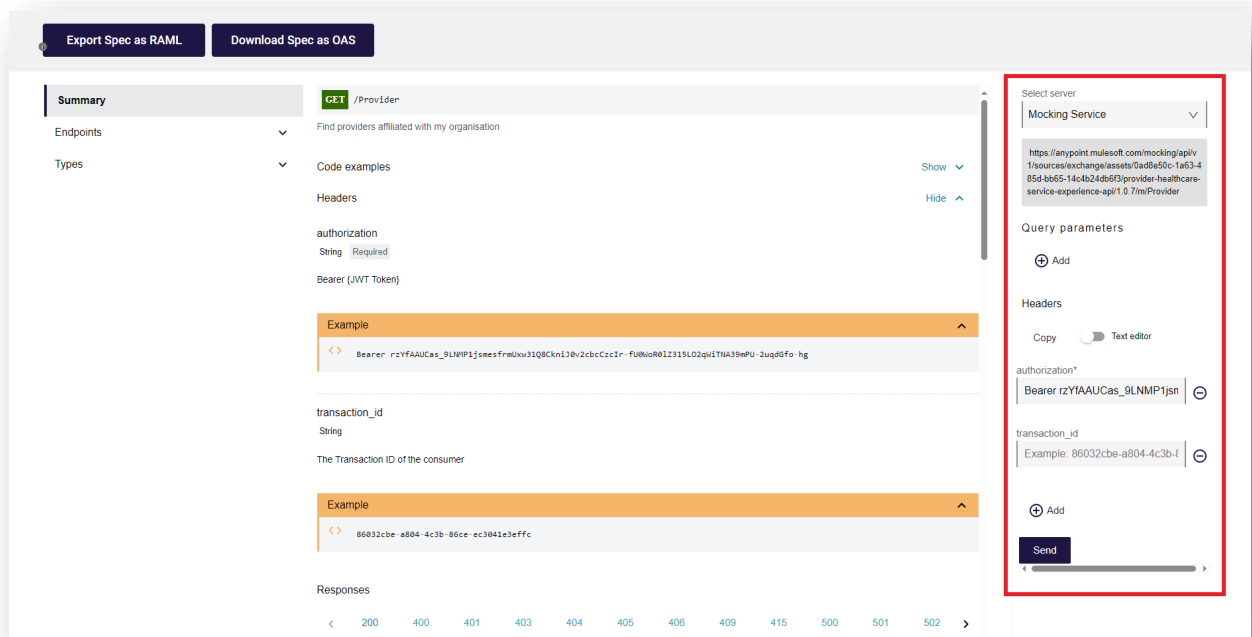 Export Spec as RAML
Download Spec as OAS
Summary
Endpoints
Types
GET /Provider
Find providers affiliated with my organisation
Code examples
Show
Headers
Hide
authorization
String Required
Bearer {JWT Token}
Example
Bearer rzYfAAUCas_9LNMP1jsmesfrmUxw31Q8CkniJ0v2cbcCzcIr-fU0WoR0lZ315LO2qWiTNA39mPU-2uqdGfo-hg
transaction_id
String
The Transaction ID of the consumer
Example
86032cbe-a804-4c3b-86ce-ec3041e3effc
Responses
200 400 401 403 404 405 406 409 415 500 501 502
Select server
Mocking Service
https://anypoint.mulesoft.com/mocking/api/v
1/sources/exchange/assets/0ad8e50c-1a63-4
85d-bb65-14c4b24db6f3/provider-healthcare-
service-experience-api/1.0.7/m/Provider
Query parameters
Add
Headers
Copy
Text editor
authorization*
Bearer rzYfAAUCas_9LNMP1jsn
transaction_id
Example: 86032cbe-a804-4c3b-8
Add
Send